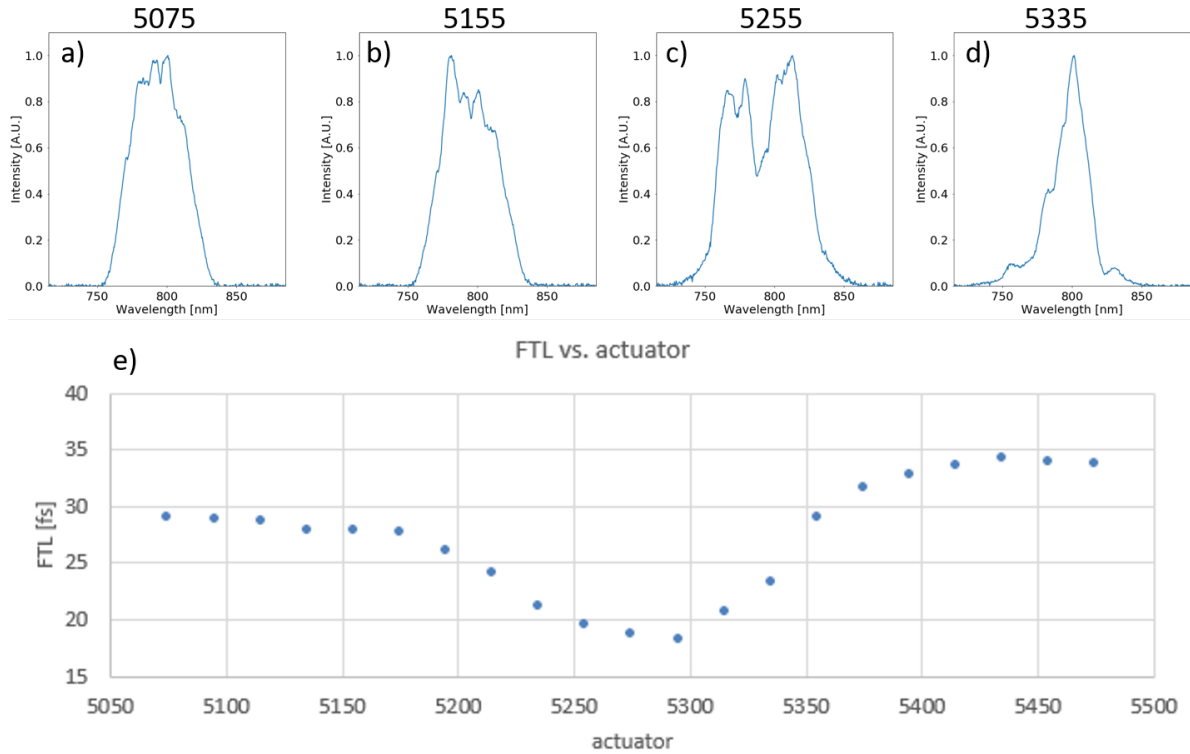 5075 5155 5255 5335
a) b) c) d)
1.0 1.0 1.0 1.0
0.8 0.8 0.8 0.8
0.6 0.6 0.6 0.6
0.4 0.4 0.4 0.4
0.2 0.2 0.2 0.2
0.0 0.0 0.0 0.0
Intensity [A.U.] Intensity [A.U.] Intensity [A.U.] Intensity [A.U.]
750 800 850 750 800 850 750 800 850 750 800 850
Wavelength [nm] Wavelength [nm] Wavelength [nm] Wavelength [nm]
e)
FTL vs. actuator
40
35
30
25
20
15
FTL [fs]
5050 5100 5150 5200 5250 5300 5350 5400 5450 5500
actuator